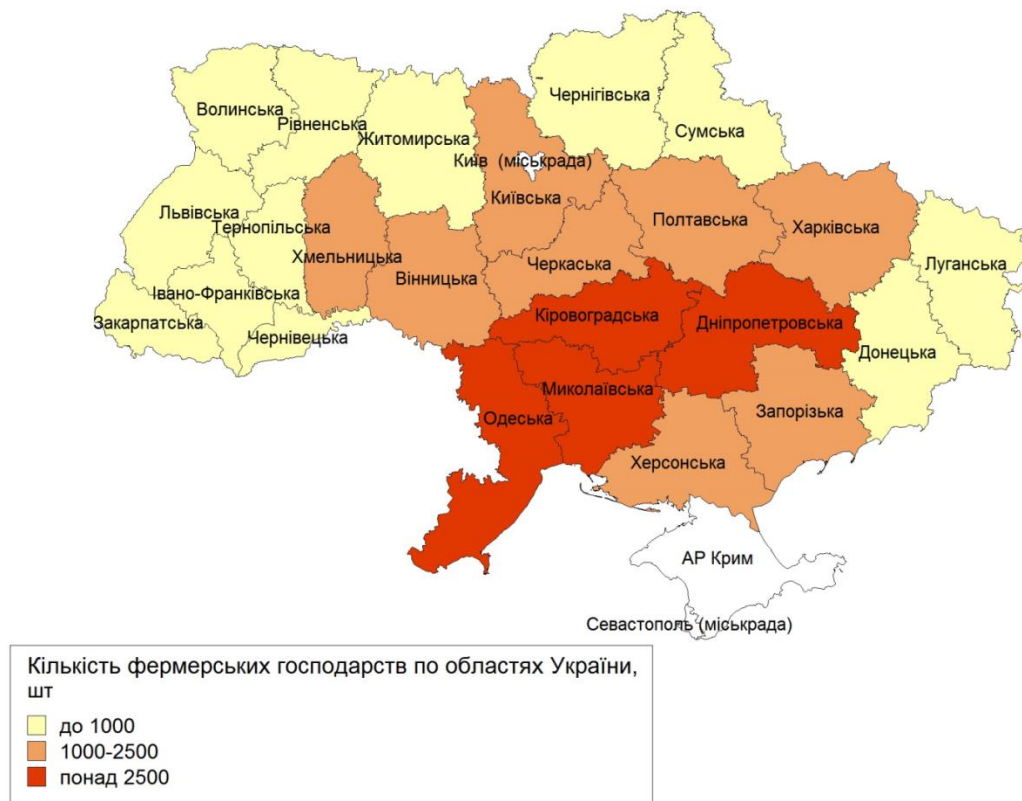 Волинська
Рівненська
Житомирська
Чернігівська
Сумська
Київ (міськрада)
Київська
Львівська
Тернопільська
Хмельницька
Вінницька
Черкаська
Полтавська
Харківська
Луганська
Івано-Франківська
Закарпатська
Чернівецька
Кіровоградська
Дніпропетровська
Донецька
Миколаївська
Одеська
Запорізька
Херсонська
АР Крим
Севастополь (міськрада)
Кількість фермерських господарств по областях України,
шт
до 1000
1000-2500
понад 2500